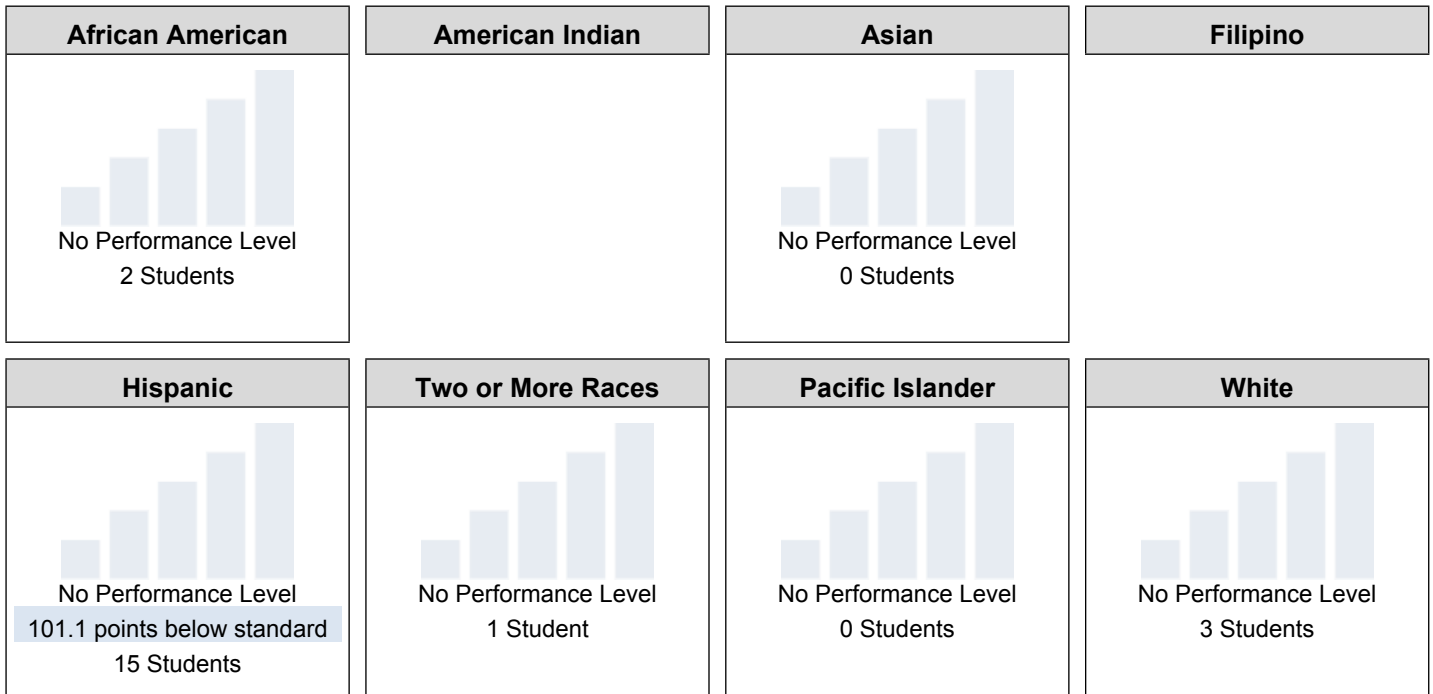 African American
American Indian
Asian
Filipino
No Performance Level
2 Students
No Performance Level
0 Students
Hispanic
Two or More Races
Pacific Islander
White
No Performance Level
101.1 points below standard
15 Students
No Performance Level
1 Student
No Performance Level
0 Students
No Performance Level
3 Students